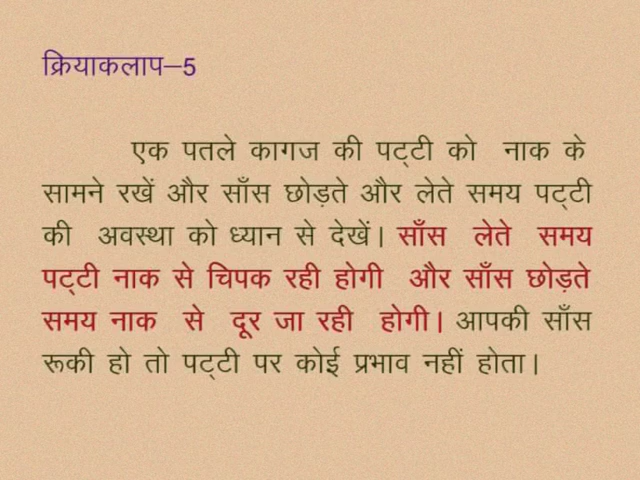 क्रियाकलाप–5
एक पतले कागज की पट्टी को नाक के
सामने रखें और साँस छोड़ते और लेते समय पट्टी
की अवस्था को ध्यान से देखें। साँस लेते समय
पट्टी नाक से चिपक रही होगी और साँस छोड़ते
समय नाक से दूर जा रही होगी। आपकी साँस
रूकी हो तो पट्टी पर कोई प्रभाव नहीं होता।